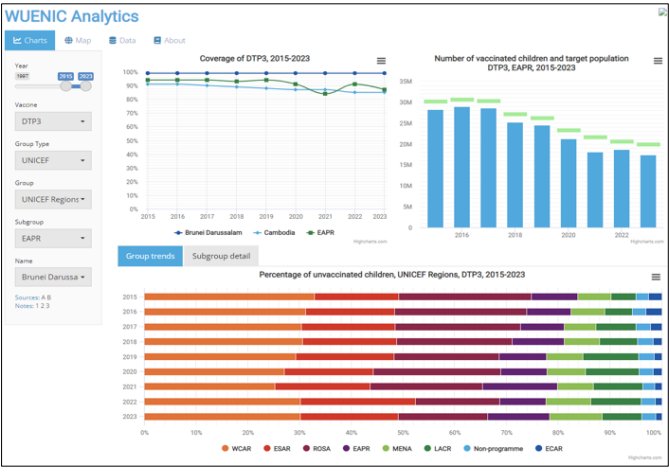 WUENIC Analytics
Charts Map Data About
Year
1997 2015 2023
Vaccine
DTP3
Group Type
UNICEF
Group
UNICEF Regions
Subgroup
EAPR
Name
Brunei Darussa
Sources: A B
Notes: 1 2 3
Coverage of DTP3, 2015-2023
100%
90%
80%
70%
60%
50%
40%
30%
20%
10%
0%
2015 2016 2017 2018 2019 2020 2021 2022 2023
Brunei Darussalam Cambodia EAPR
Highcharts.com
Number of vaccinated children and target population
DTP3, EAPR, 2015-2023
35M
30M
25M
20M
15M
10M
5M
0
2016 2018 2020 2022
Highcharts.com
Group trends Subgroup detail
Percentage of unvaccinated children, UNICEF Regions, DTP3, 2015-2023
2015
2016
2017
2018
2019
2020
2021
2022
2023
0% 10% 20% 30% 40% 50% 60% 70% 80% 90% 100%
WCAR ESAR ROSA EAPR MENA LACR Non-programme ECAR
Highcharts.com